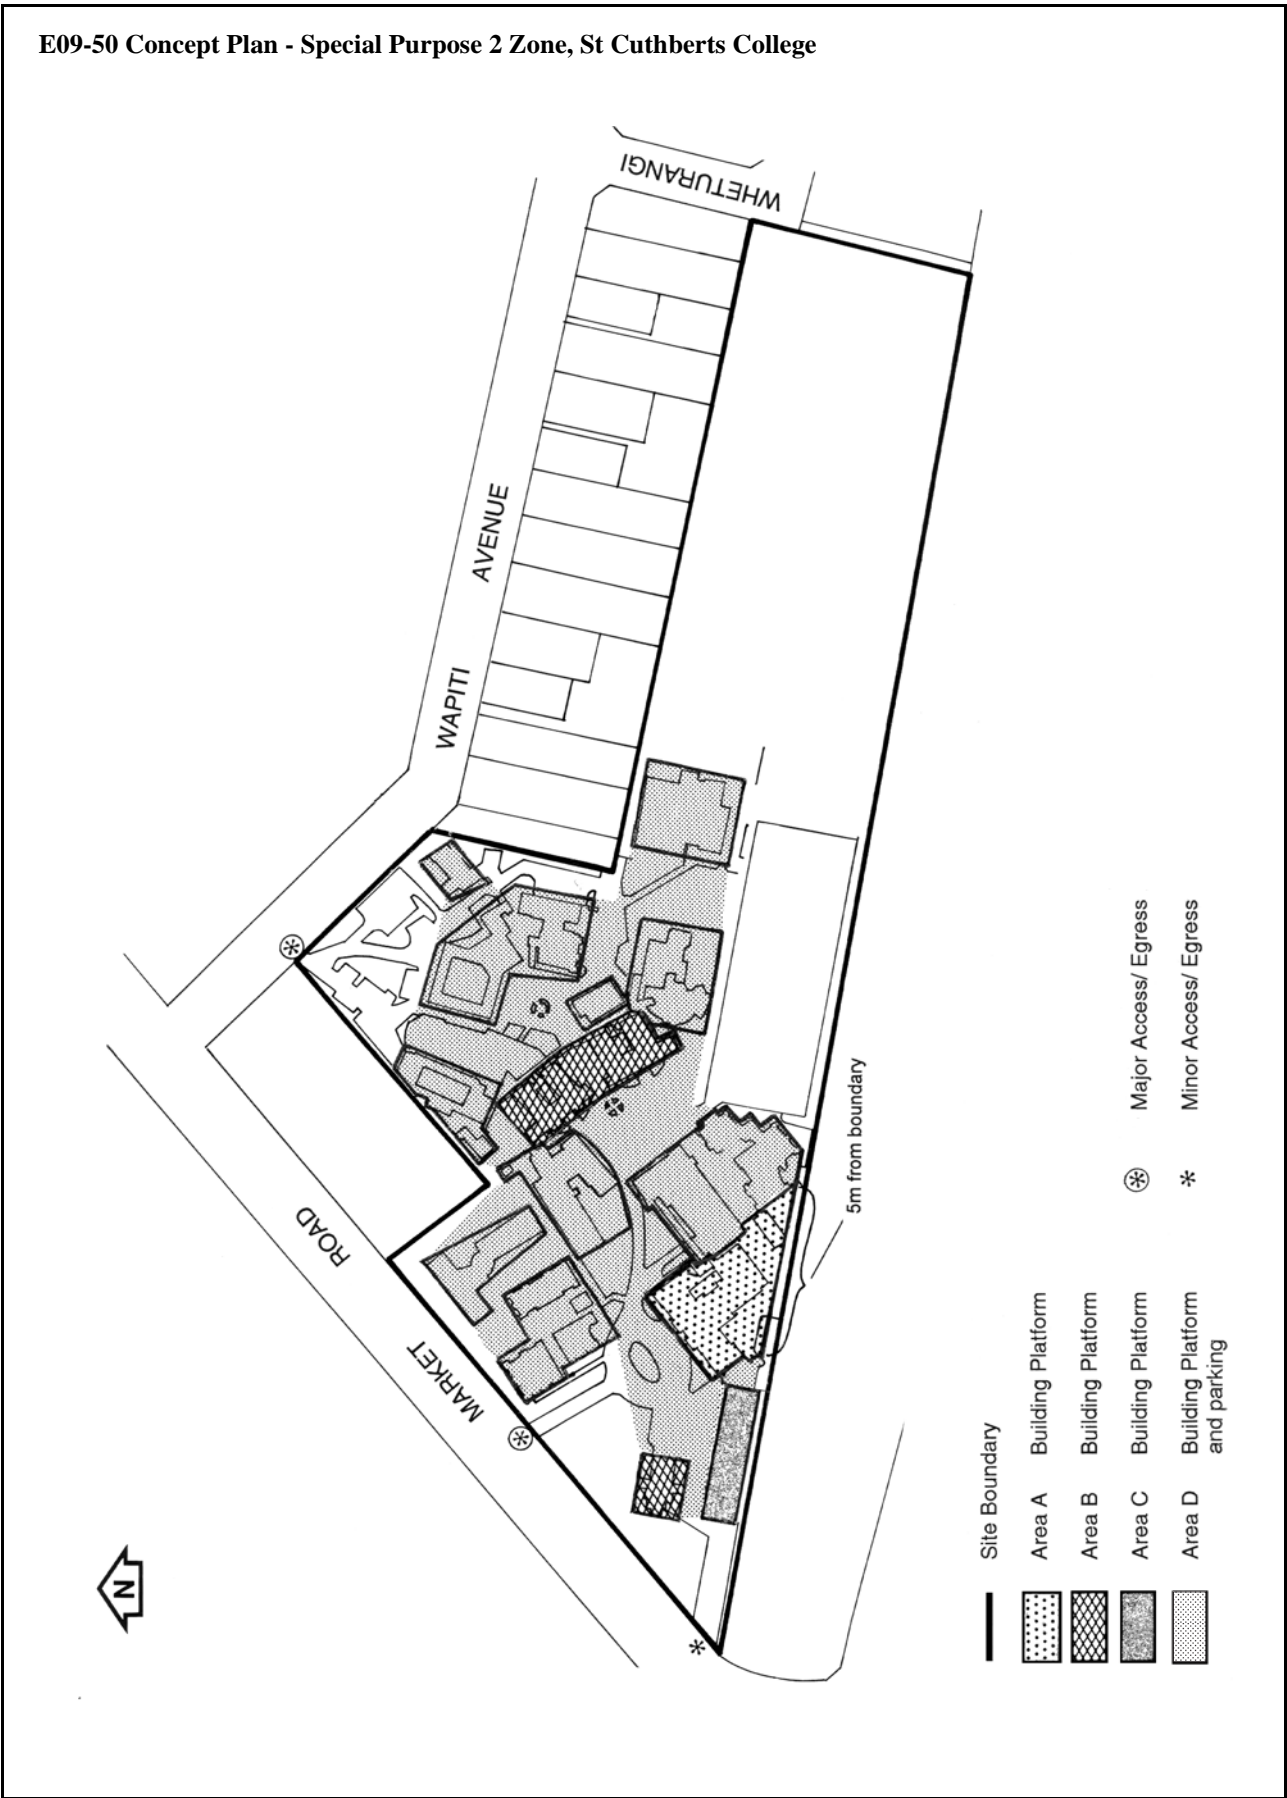 E09-50 Concept Plan - Special Purpose 2 Zone, St Cuthberts College
WHETURANGI
WAPITI AVENUE
MARKET ROAD
5m from boundary
N
Site Boundary
Area A Building Platform
Area B Building Platform
Area C Building Platform
Area D Building Platform
and parking
Major Access/ Egress
Minor Access/ Egress